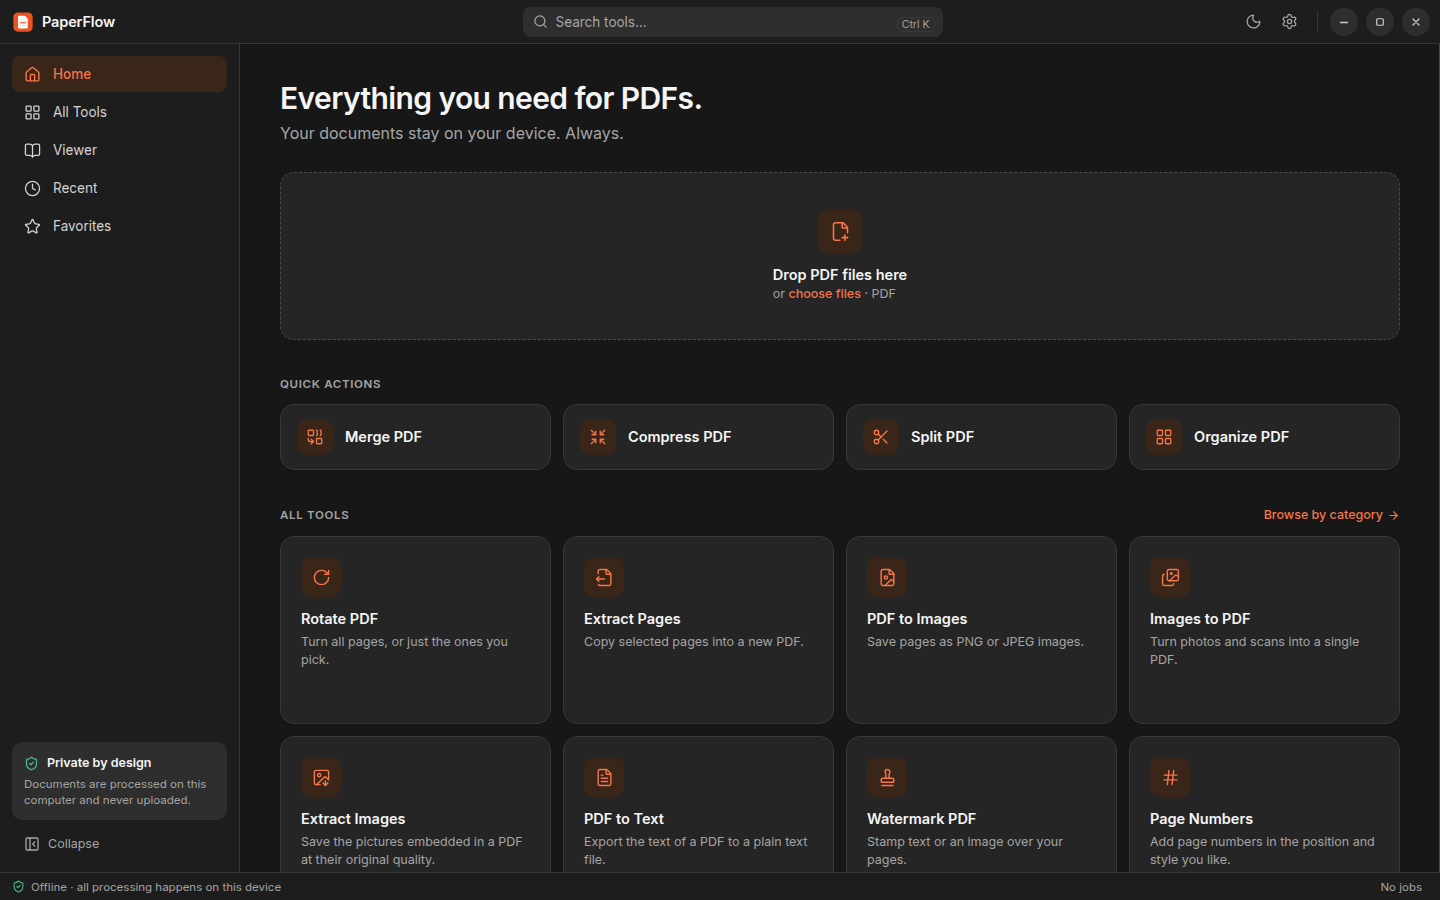 PaperFlow
Search tools...
Ctrl K
Home
All Tools
Viewer
Recent
Favorites
Private by design
Documents are processed on this
computer and never uploaded.
Collapse
Everything you need for PDFs.
Your documents stay on your device. Always.
Drop PDF files here
or choose files · PDF
QUICK ACTIONS
Merge PDF
Compress PDF
Split PDF
Organize PDF
ALL TOOLS
Browse by category →
Rotate PDF
Turn all pages, or just the ones you
pick.
Extract Pages
Copy selected pages into a new PDF.
PDF to Images
Save pages as PNG or JPEG images.
Images to PDF
Turn photos and scans into a single
PDF.
Extract Images
Save the pictures embedded in a PDF
at their original quality.
PDF to Text
Export the text of a PDF to a plain text
file.
Watermark PDF
Stamp text or an image over your
pages.
Page Numbers
Add page numbers in the position and
style you like.
Offline · all processing happens on this device
No jobs